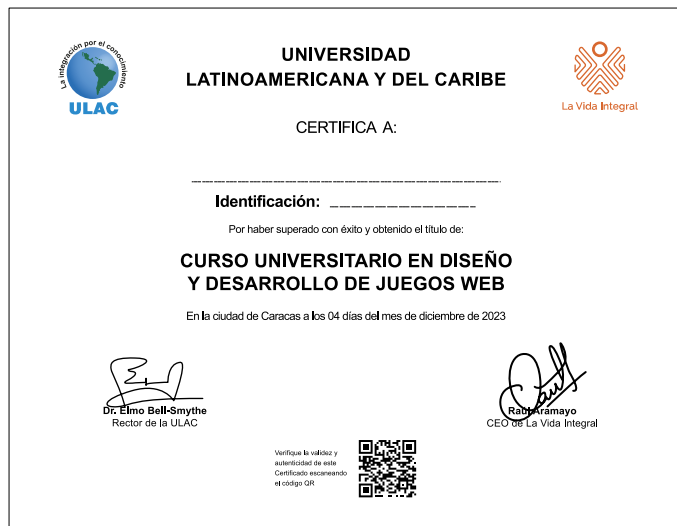 La integración por el conocimiento
ULAC
UNIVERSIDAD
LATINOAMERICANA Y DEL CARIBE
La Vida Integral
CERTIFICA A:
Identificación:
Por haber superado con éxito y obtenido el título de:
CURSO UNIVERSITARIO EN DISEÑO
Y DESARROLLO DE JUEGOS WEB
En la ciudad de Caracas a los 04 días del mes de diciembre de 2023
Dr. Elmo Bell-Smythe
Rector de la ULAC
Raúl Aramayo
CEO de La Vida Integral
Verifique la validez y
autenticidad de este
Certificado escaneando
el código QR